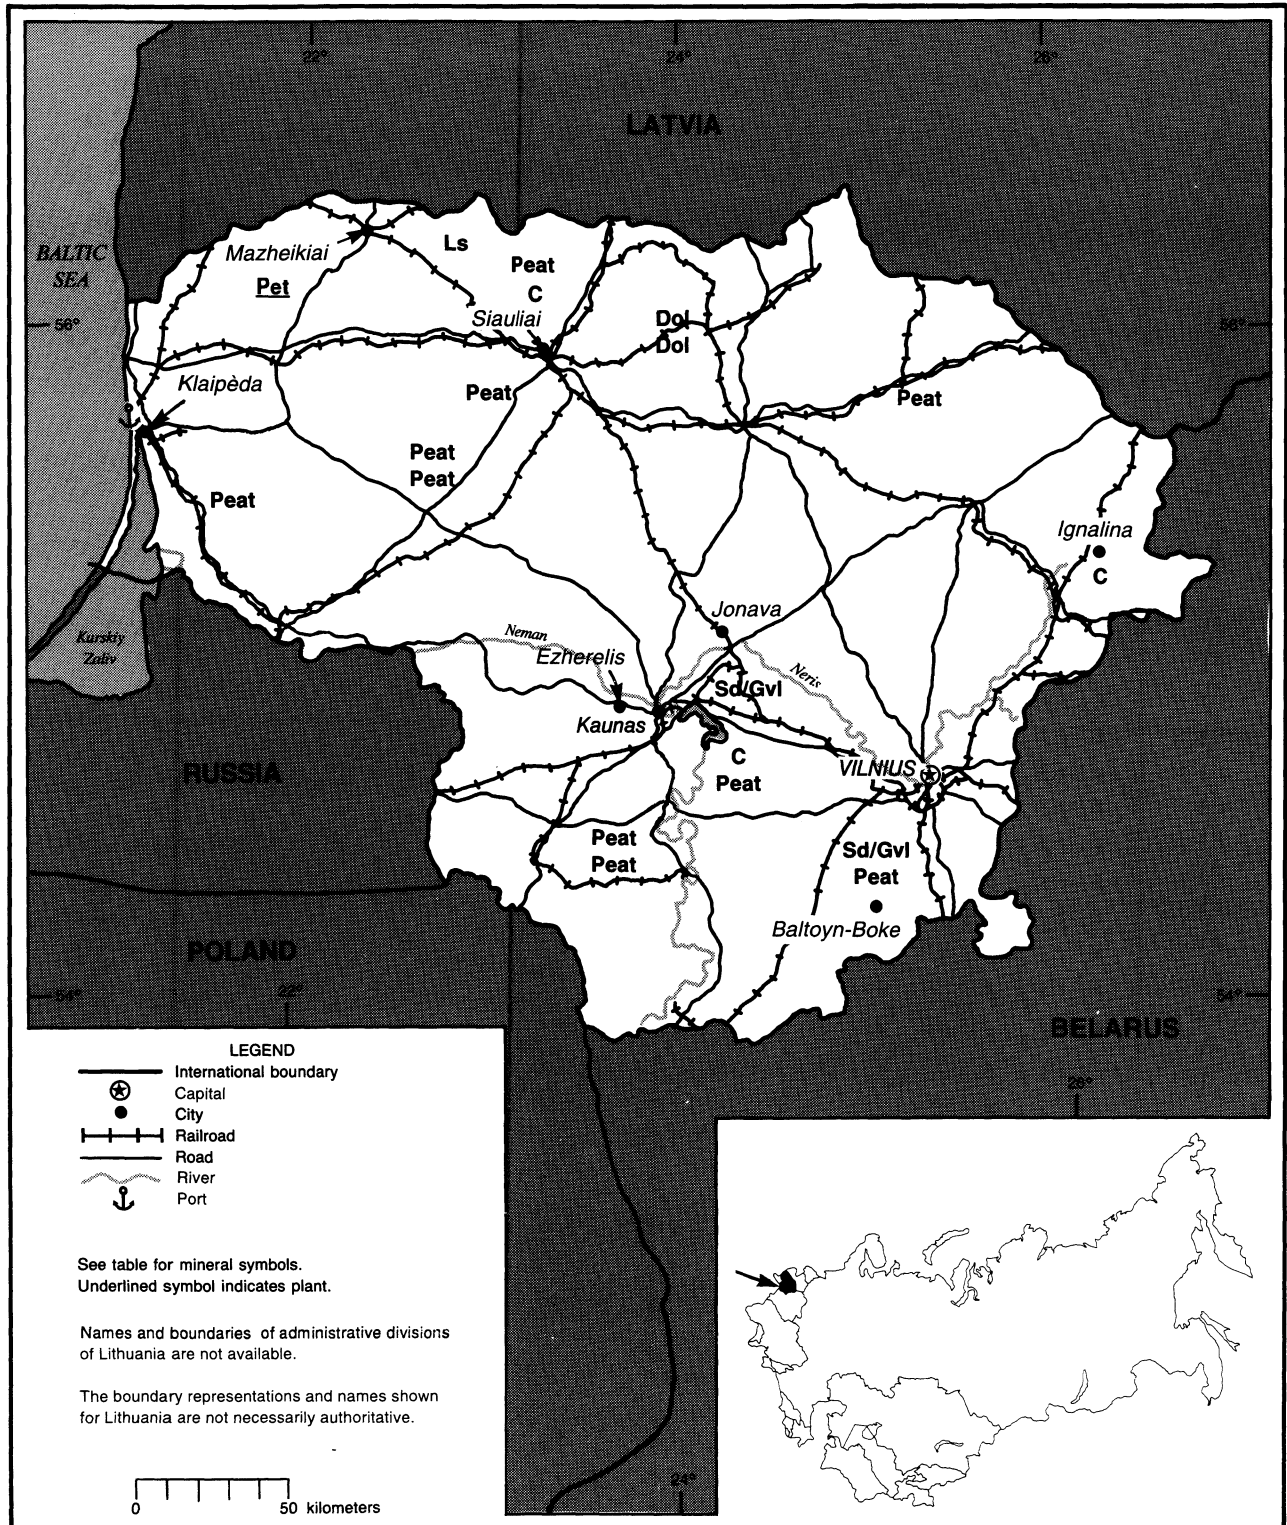 22°
24°
26°
LATVIA
BALTIC
SEA
Mazheikiai
Ls
Pet
Peat
C
Siauliai
56°
56°
Dol
Dol
Klaipèda
Peat
Peat
Peat
Peat
Peat
Ignalina
C
Jonava
Kurskiy
Zaliv
Neman
Ezherelis
Neris
Sd/Gvl
Kaunas
C
Peat
VILNIUS
RUSSIA
Peat
Peat
Sd/Gvl
Peat
Baltoyn-Boke
POLAND
54°
22°
54°
BELARUS
26°
LEGEND
International boundary
Capital
City
Railroad
Road
River
Port
See table for mineral symbols.
Underlined symbol indicates plant.
Names and boundaries of administrative divisions
of Lithuania are not available.
The boundary representations and names shown
for Lithuania are not necessarily authoritative.
0 50 kilometers
24°